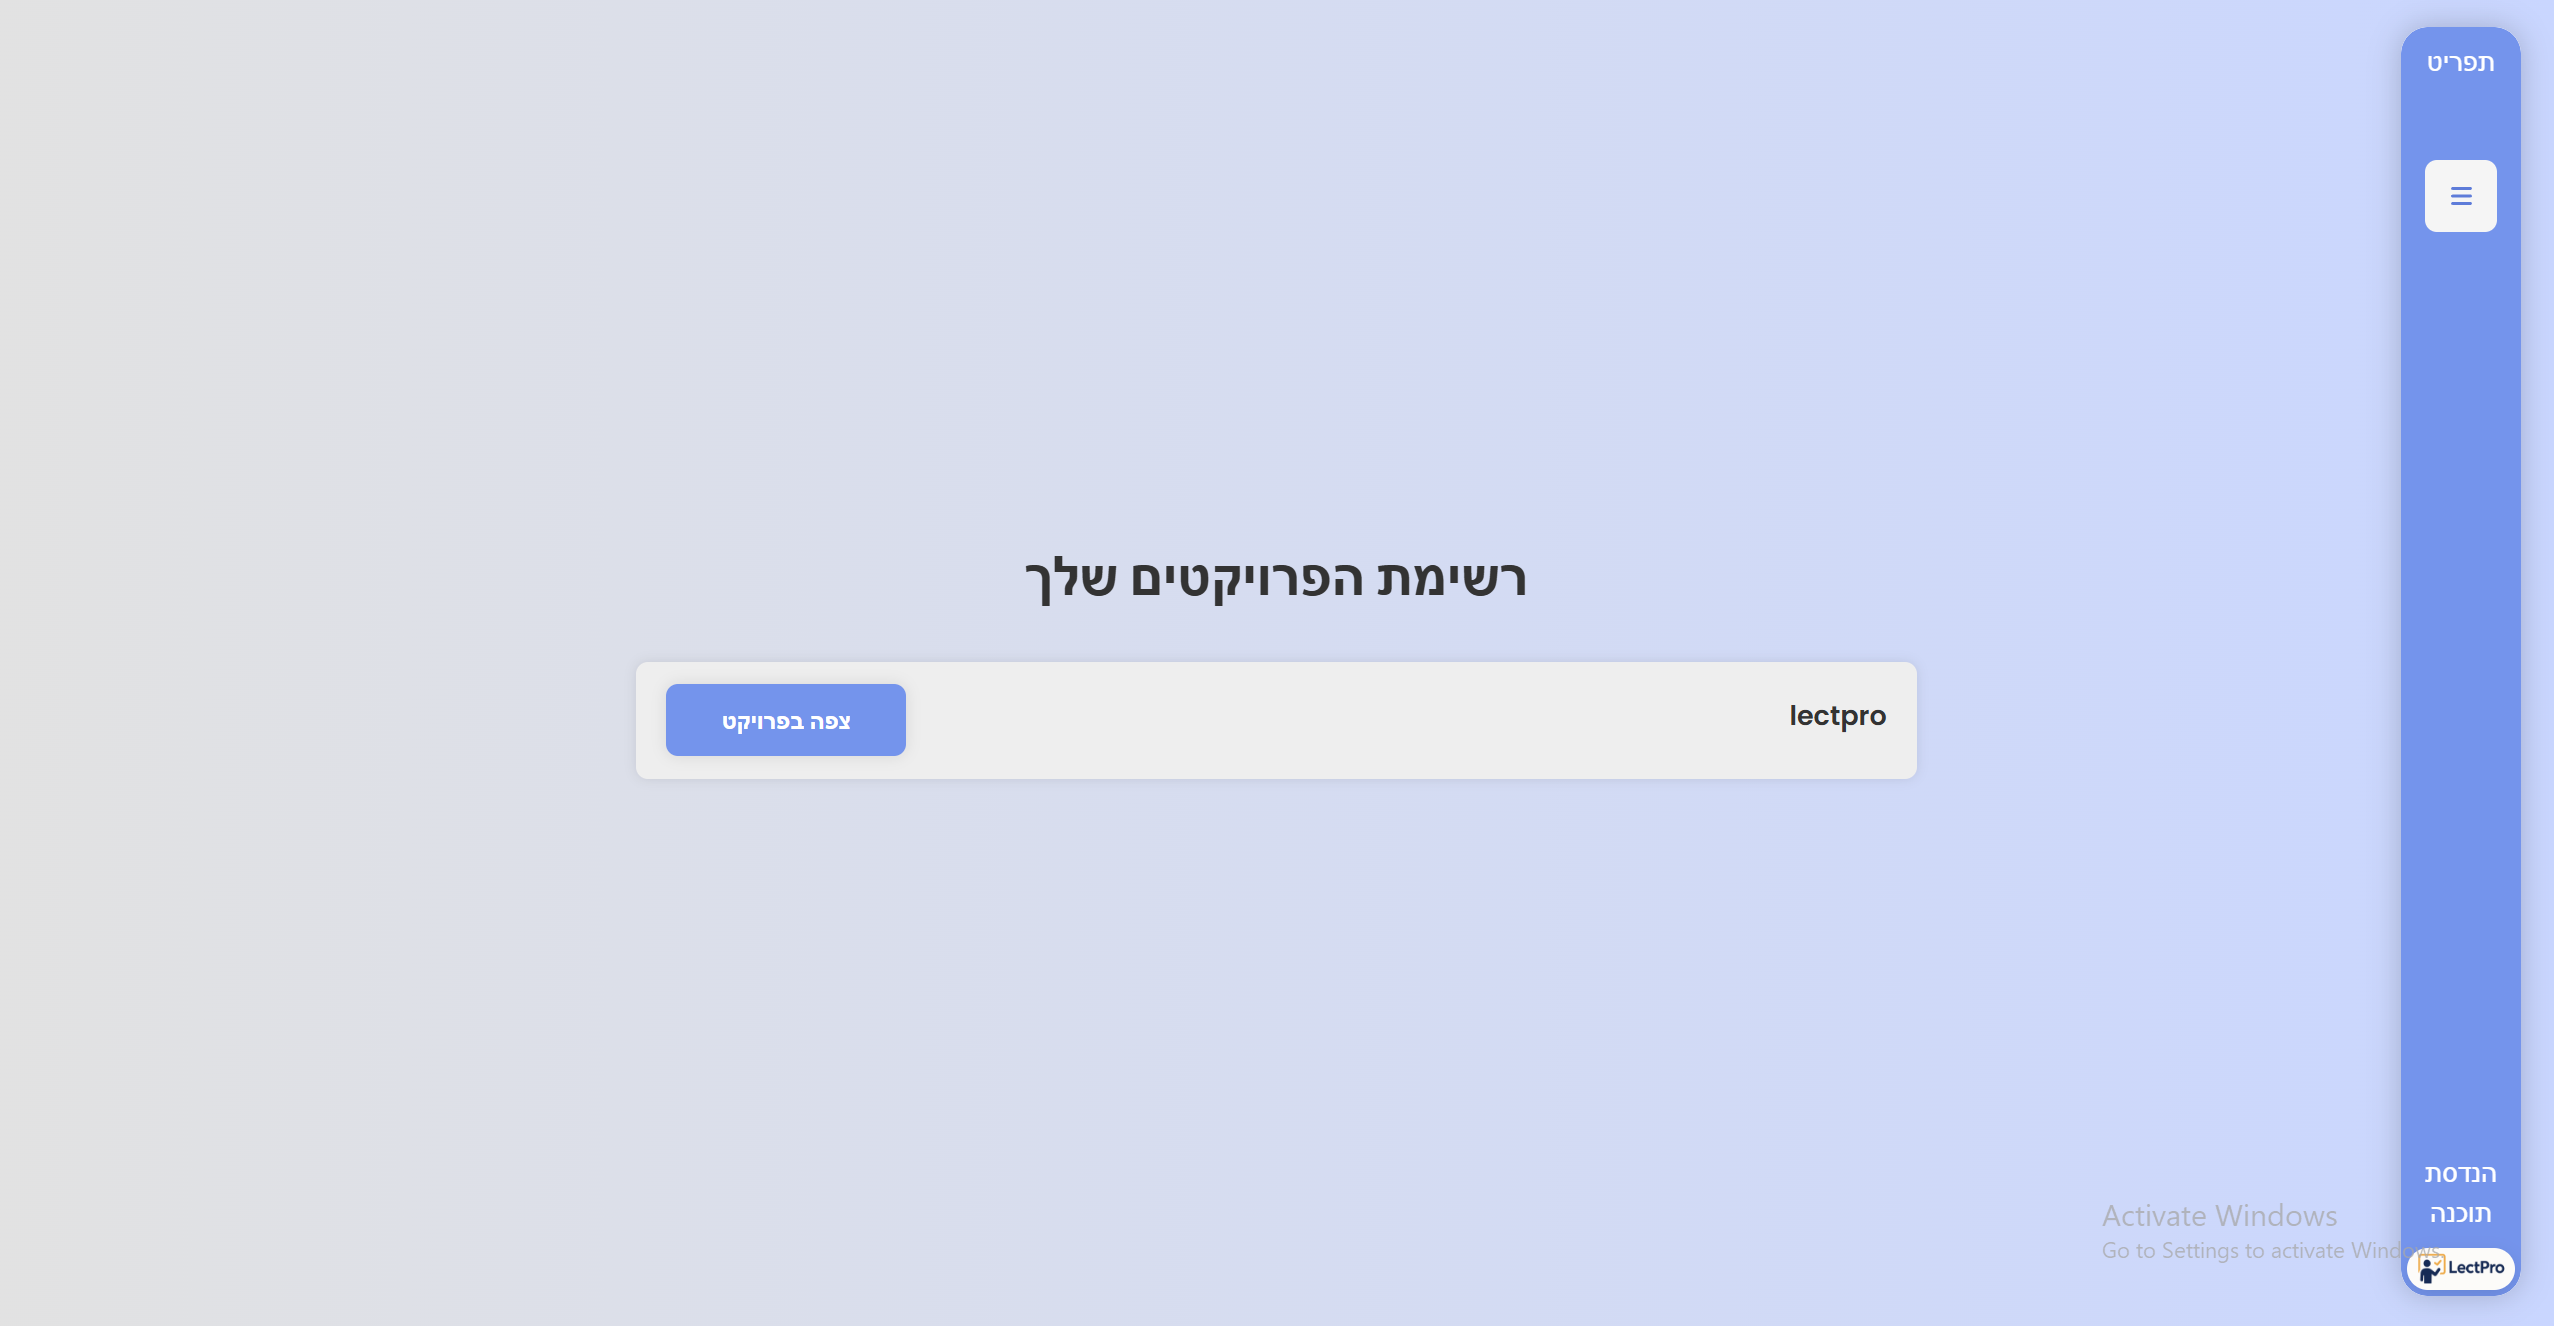 תפריט
רשימת הפרויקטים שלך
lectpro
צפה בפרויקט
הנדסת
תוכנה
LectPro
Activate Windows
Go to Settings to activate Windows.